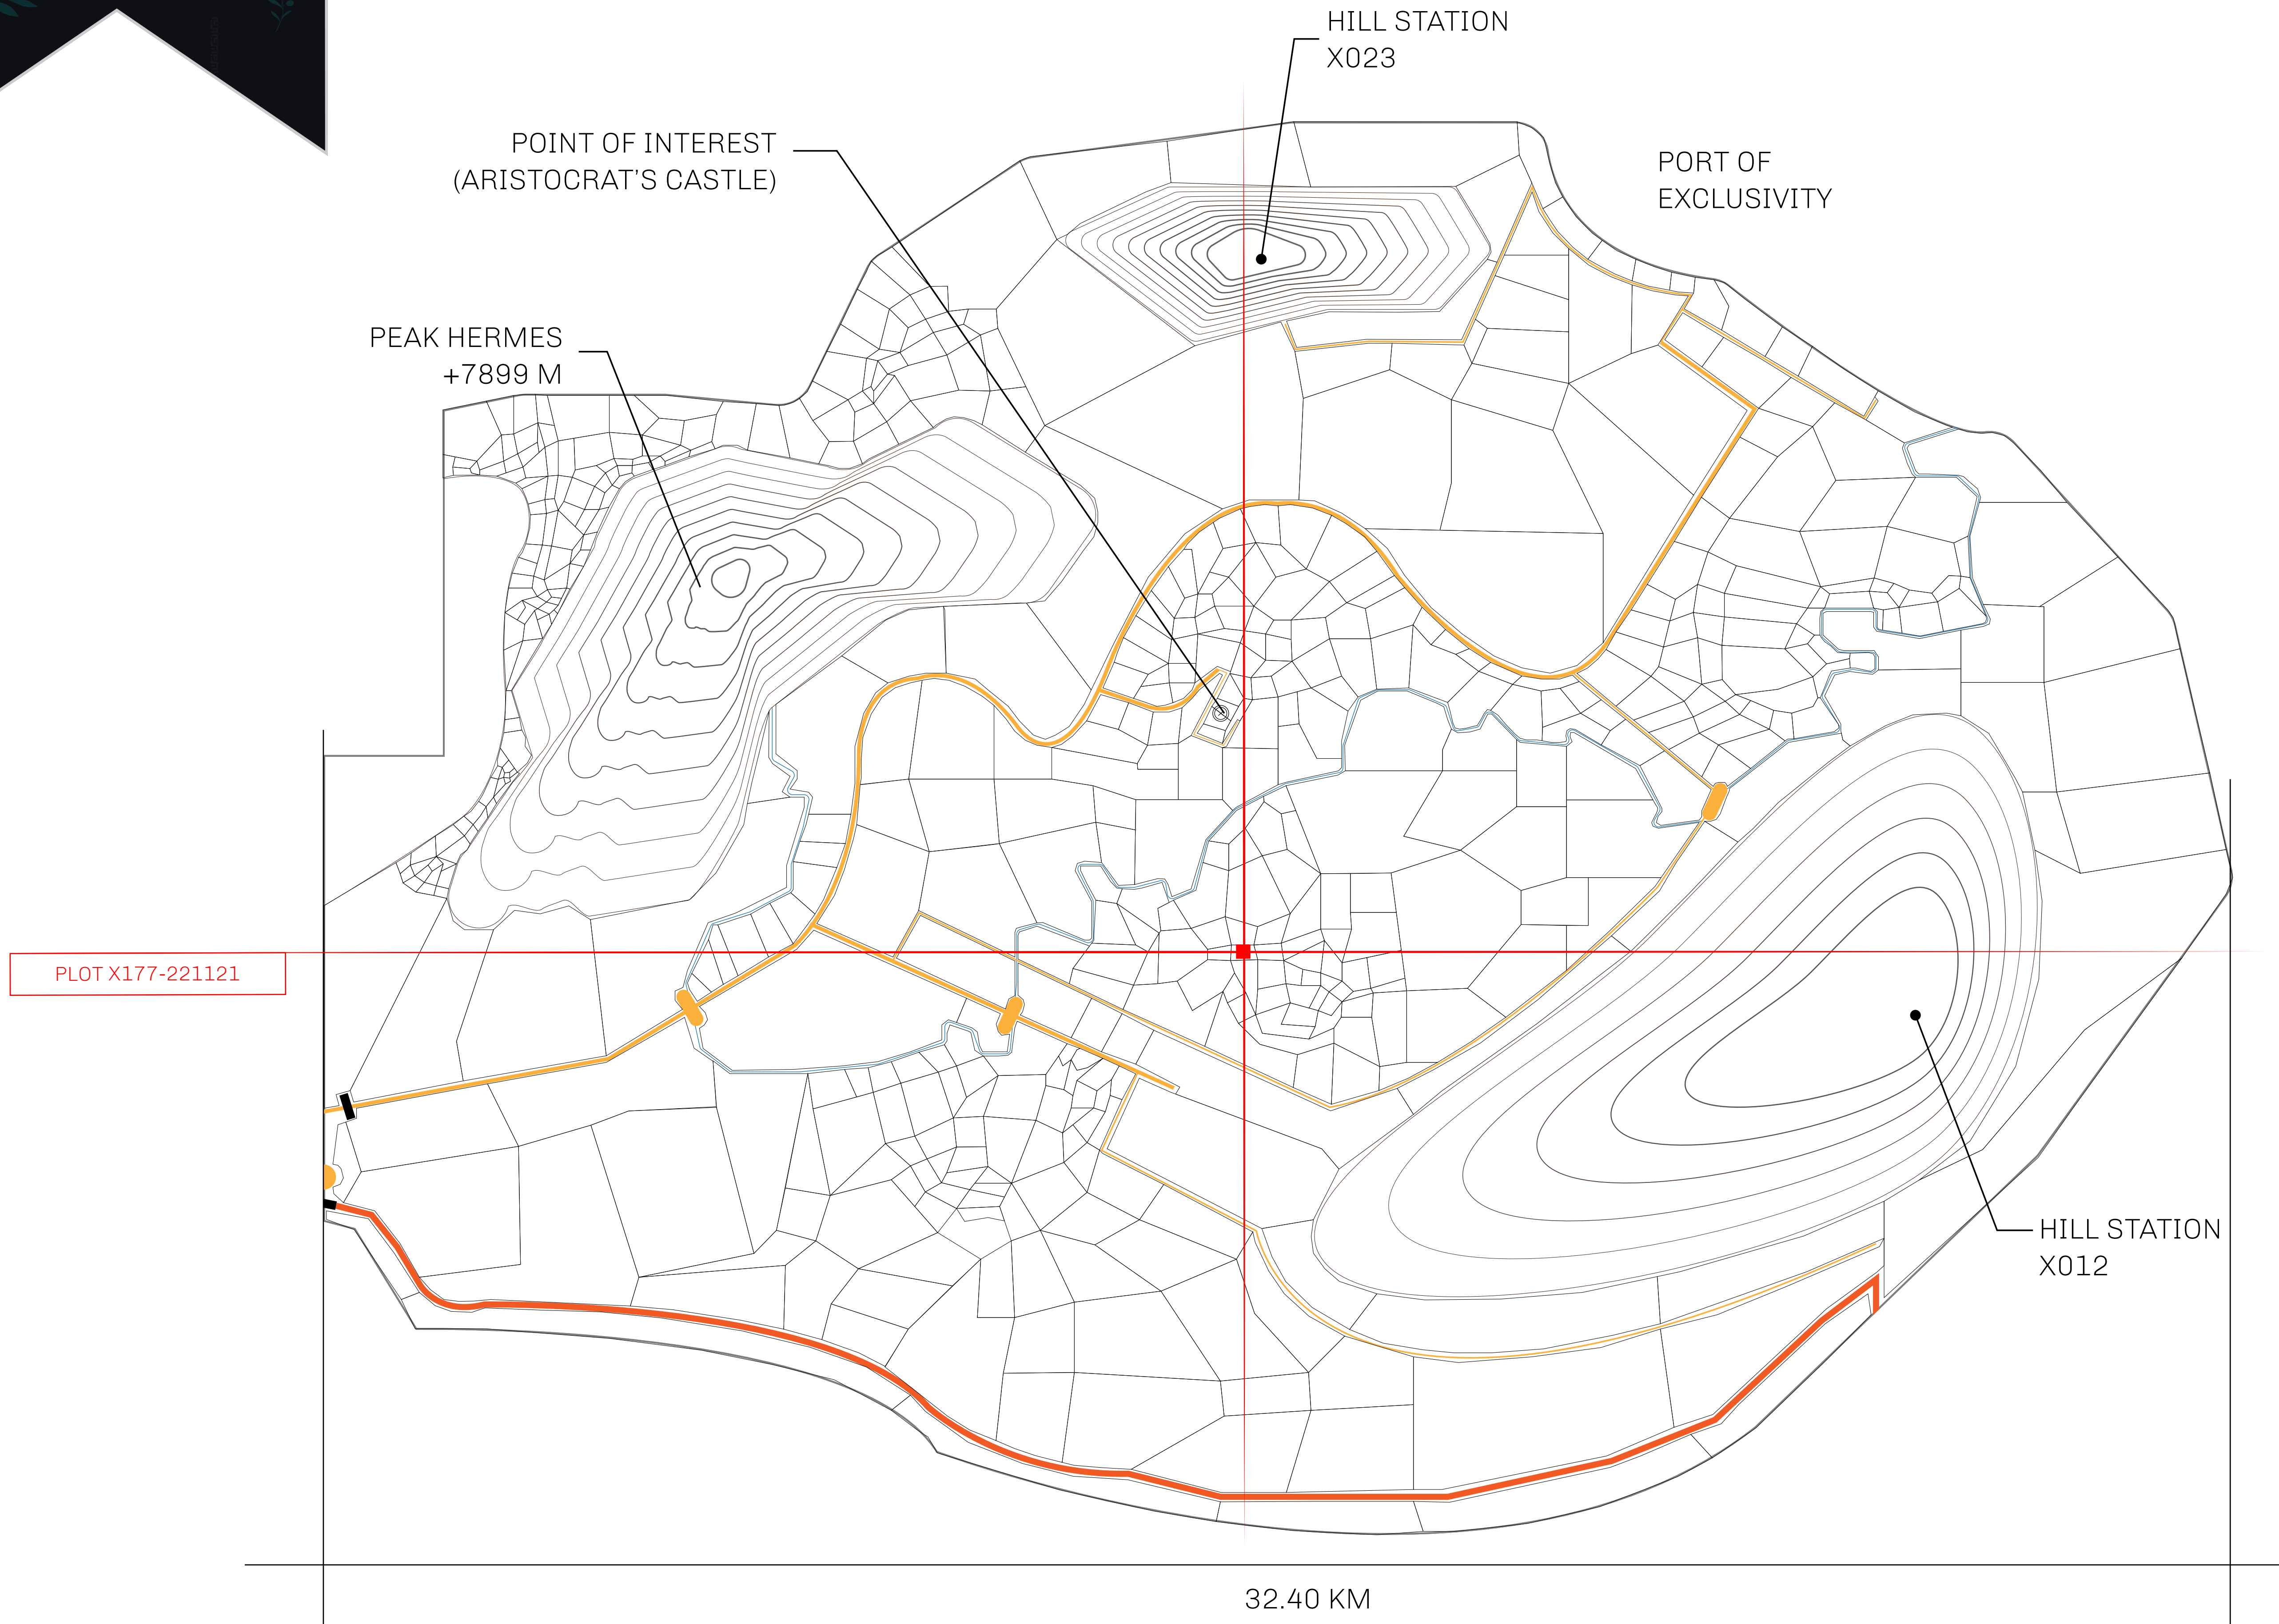 HILL STATION
X023
POINT OF INTEREST
(ARISTOCRAT'S CASTLE)
PORT OF
EXCLUSIVITY
PEAK HERMES
+7899 M
PLOT X177-221121
HILL STATION
X012
32.40 KM